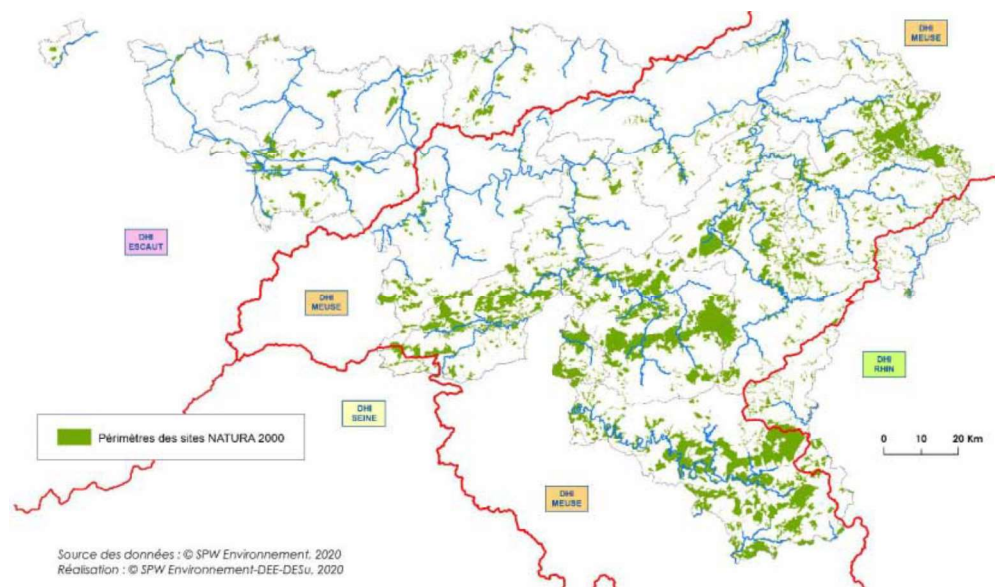 DHI
MEUSE
DHI
ESCAUT
DHI
MEUSE
DHI
RHIN
DHI
SEINE
Périmètres des sites NATURA 2000
0 10 20 Km
DHI
MEUSE
Source des données : © SPW Environnement, 2020
Réalisation : © SPW Environnement-DEE-DESu, 2020